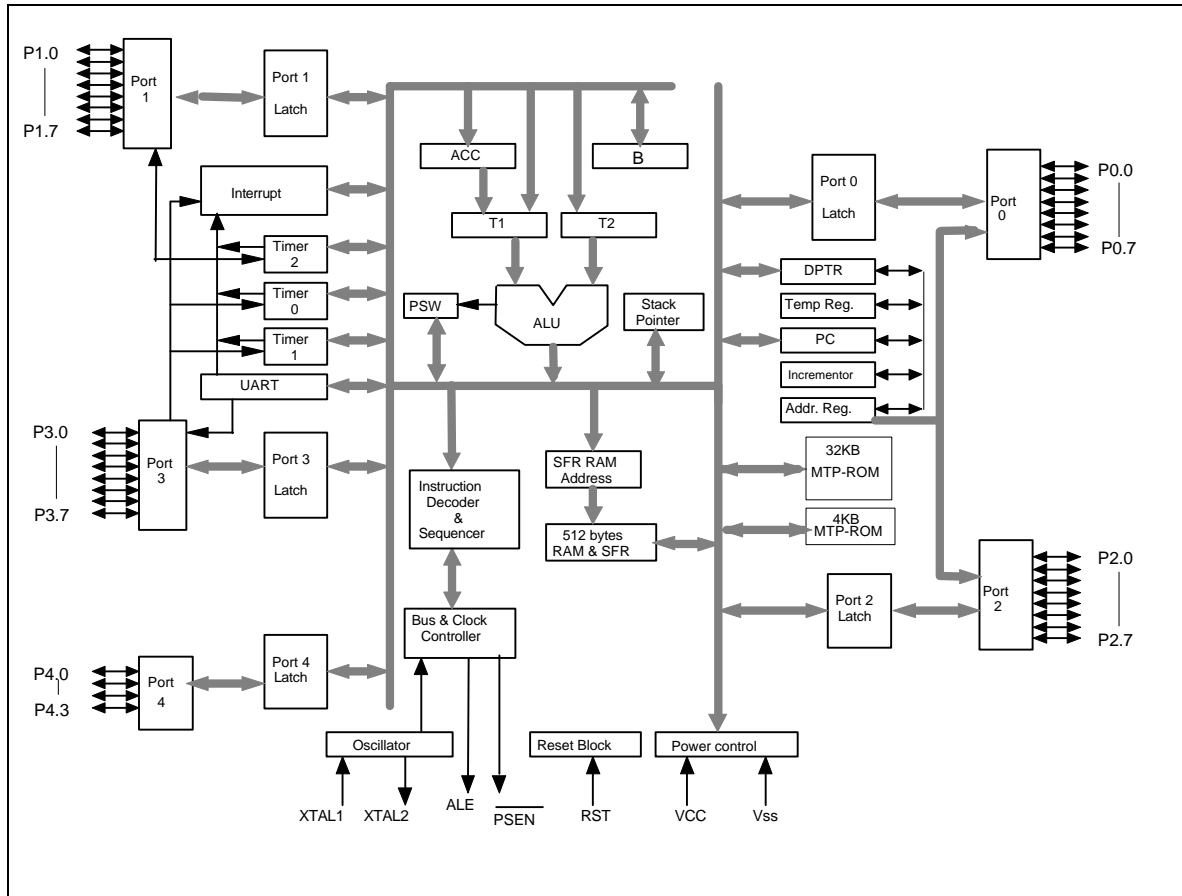 P1.0
P1.7
Port
1
Port 1
Latch
Interrupt
Timer
2
Timer
0
Timer
1
UART
P3.0
P3.7
Port
3
Port 3
Latch
P4.0
P4.3
Port
4
Port 4
Latch
ACC
B
T1
T2
PSW
ALU
Stack
Pointer
Instruction
Decoder
&
Sequencer
SFR RAM
Address
512 bytes
RAM & SFR
Bus & Clock
Controller
Oscillator
Reset Block
Power control
XTAL1
XTAL2
ALE
PSEN
RST
VCC
Vss
Port 0
Latch
Port
0
P0.0
P0.7
DPTR
Temp Reg.
PC
Incrementor
Addr. Reg.
32KB
MTP-ROM
4KB
MTP-ROM
Port 2
Latch
Port
2
P2.0
P2.7